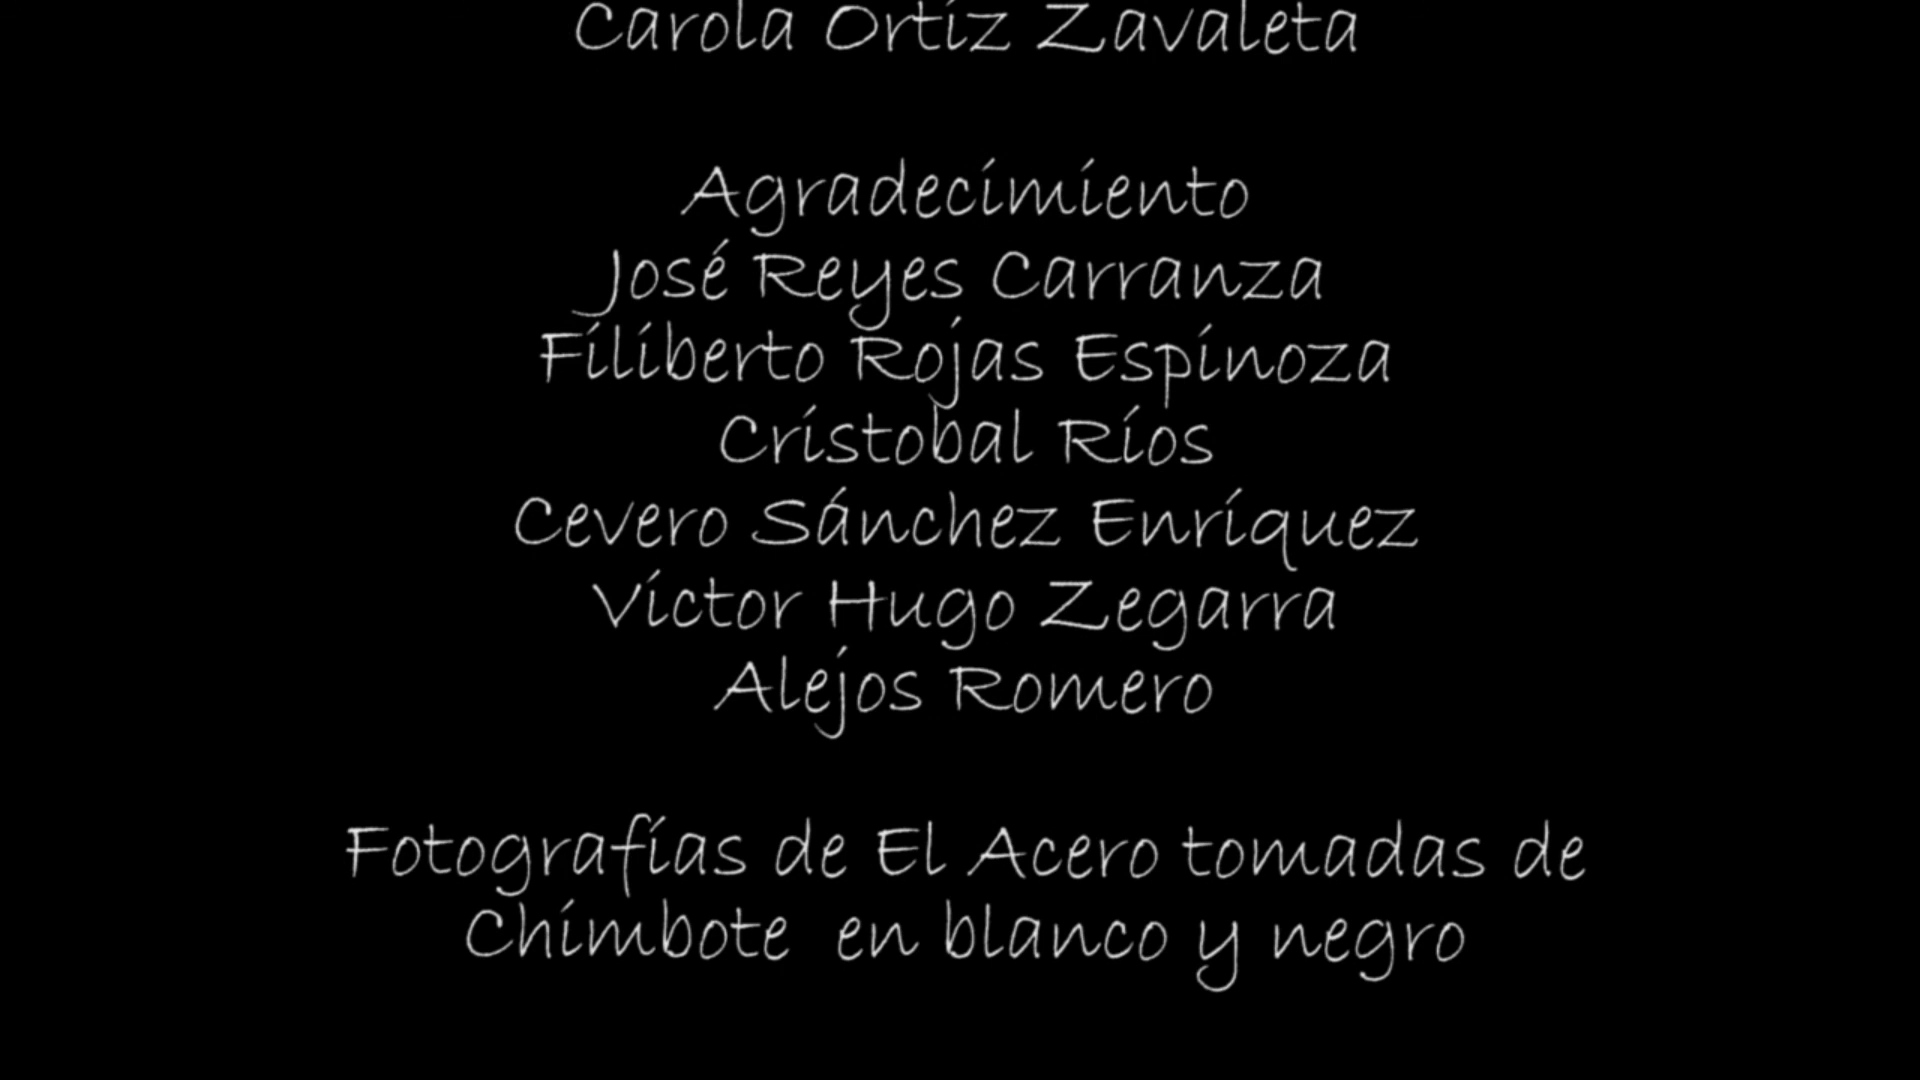 Carola Ortiz Zavaleta
Agradecimiento
José Reyes Carranza
Filiberto Rojas Espinoza
Cristobal Ríos
Cevero Sánchez Enríquez
Víctor Hugo Zegarra
Alejos Romero
Fotografías de El Acero tomadas de
Chimbote en blanco y negro